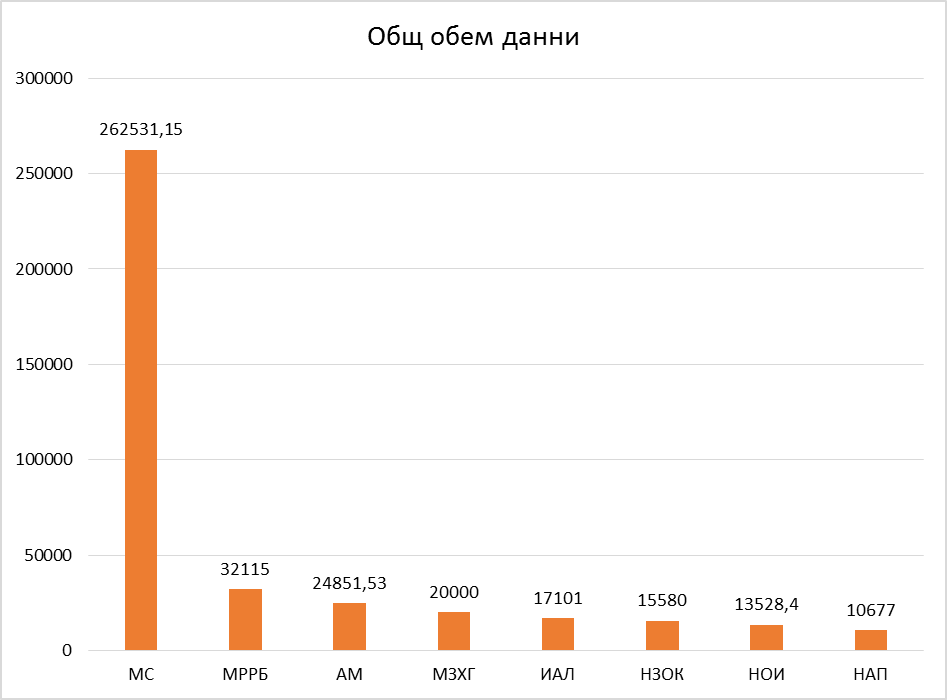 Общ обем данни
300000
250000
200000
150000
100000
50000
0
262531,15
32115
24851,53
20000
17101
15580
13528,4
10677
МС
МРРБ
АМ
МЗХГ
ИАЛ
НЗОК
НОИ
НАП